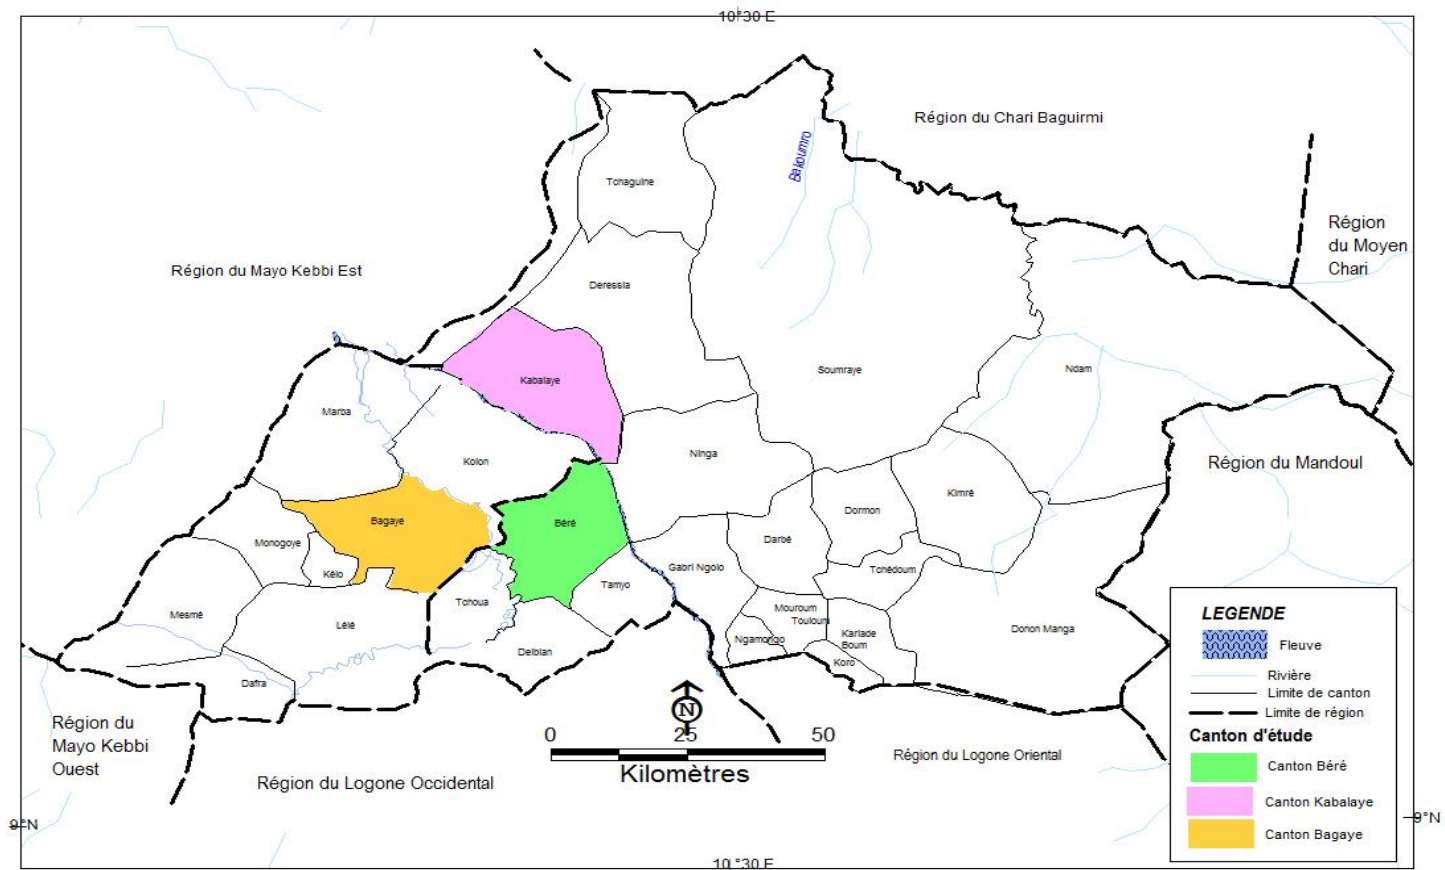 10°30 E
Région du Chari Baguirmi
Bakoumro
Tchaguine
Région
du Moyen
Chari
Région du Mayo Kebbi Est
Deressia
Soumraye
Ndam
Kabalaye
Marba
Kolon
Ninga
Région du Mandoul
Kimré
Dormon
Bagaye
Béré
Darbé
Monogoye
Gabri Ngolo
Tchédoum
Kélo
Tamyo
Tchoua
Mesmé
Lélé
Mouroum
Touloum
Donon Manga
Karlade
Boum
Ngamongo
Delbian
Koro
Dafra
Région du
Mayo Kebbi
Ouest
N
0 25 50
Kilomètres
Région du Logone Occidental
Région du Logone Oriental
LEGENDE
Fleuve
Rivière
Limite de canton
Limite de région
Canton d'étude
Canton Béré
Canton Kabalaye
Canton Bagaye
9°N
9°N
10°30 E